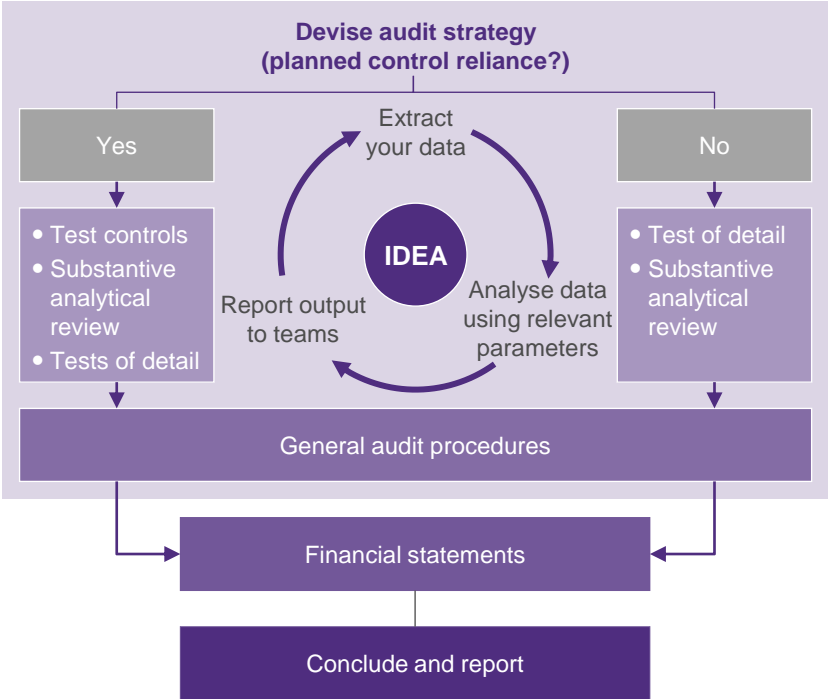 Devise audit strategy
(planned control reliance?)
Yes
Extract
your data
No
• Test controls
• Substantive
analytical
review
• Tests of detail
IDEA
Report output
to teams
Analyse data
using relevant
parameters
• Test of detail
• Substantive
analytical
review
General audit procedures
Financial statements
Conclude and report